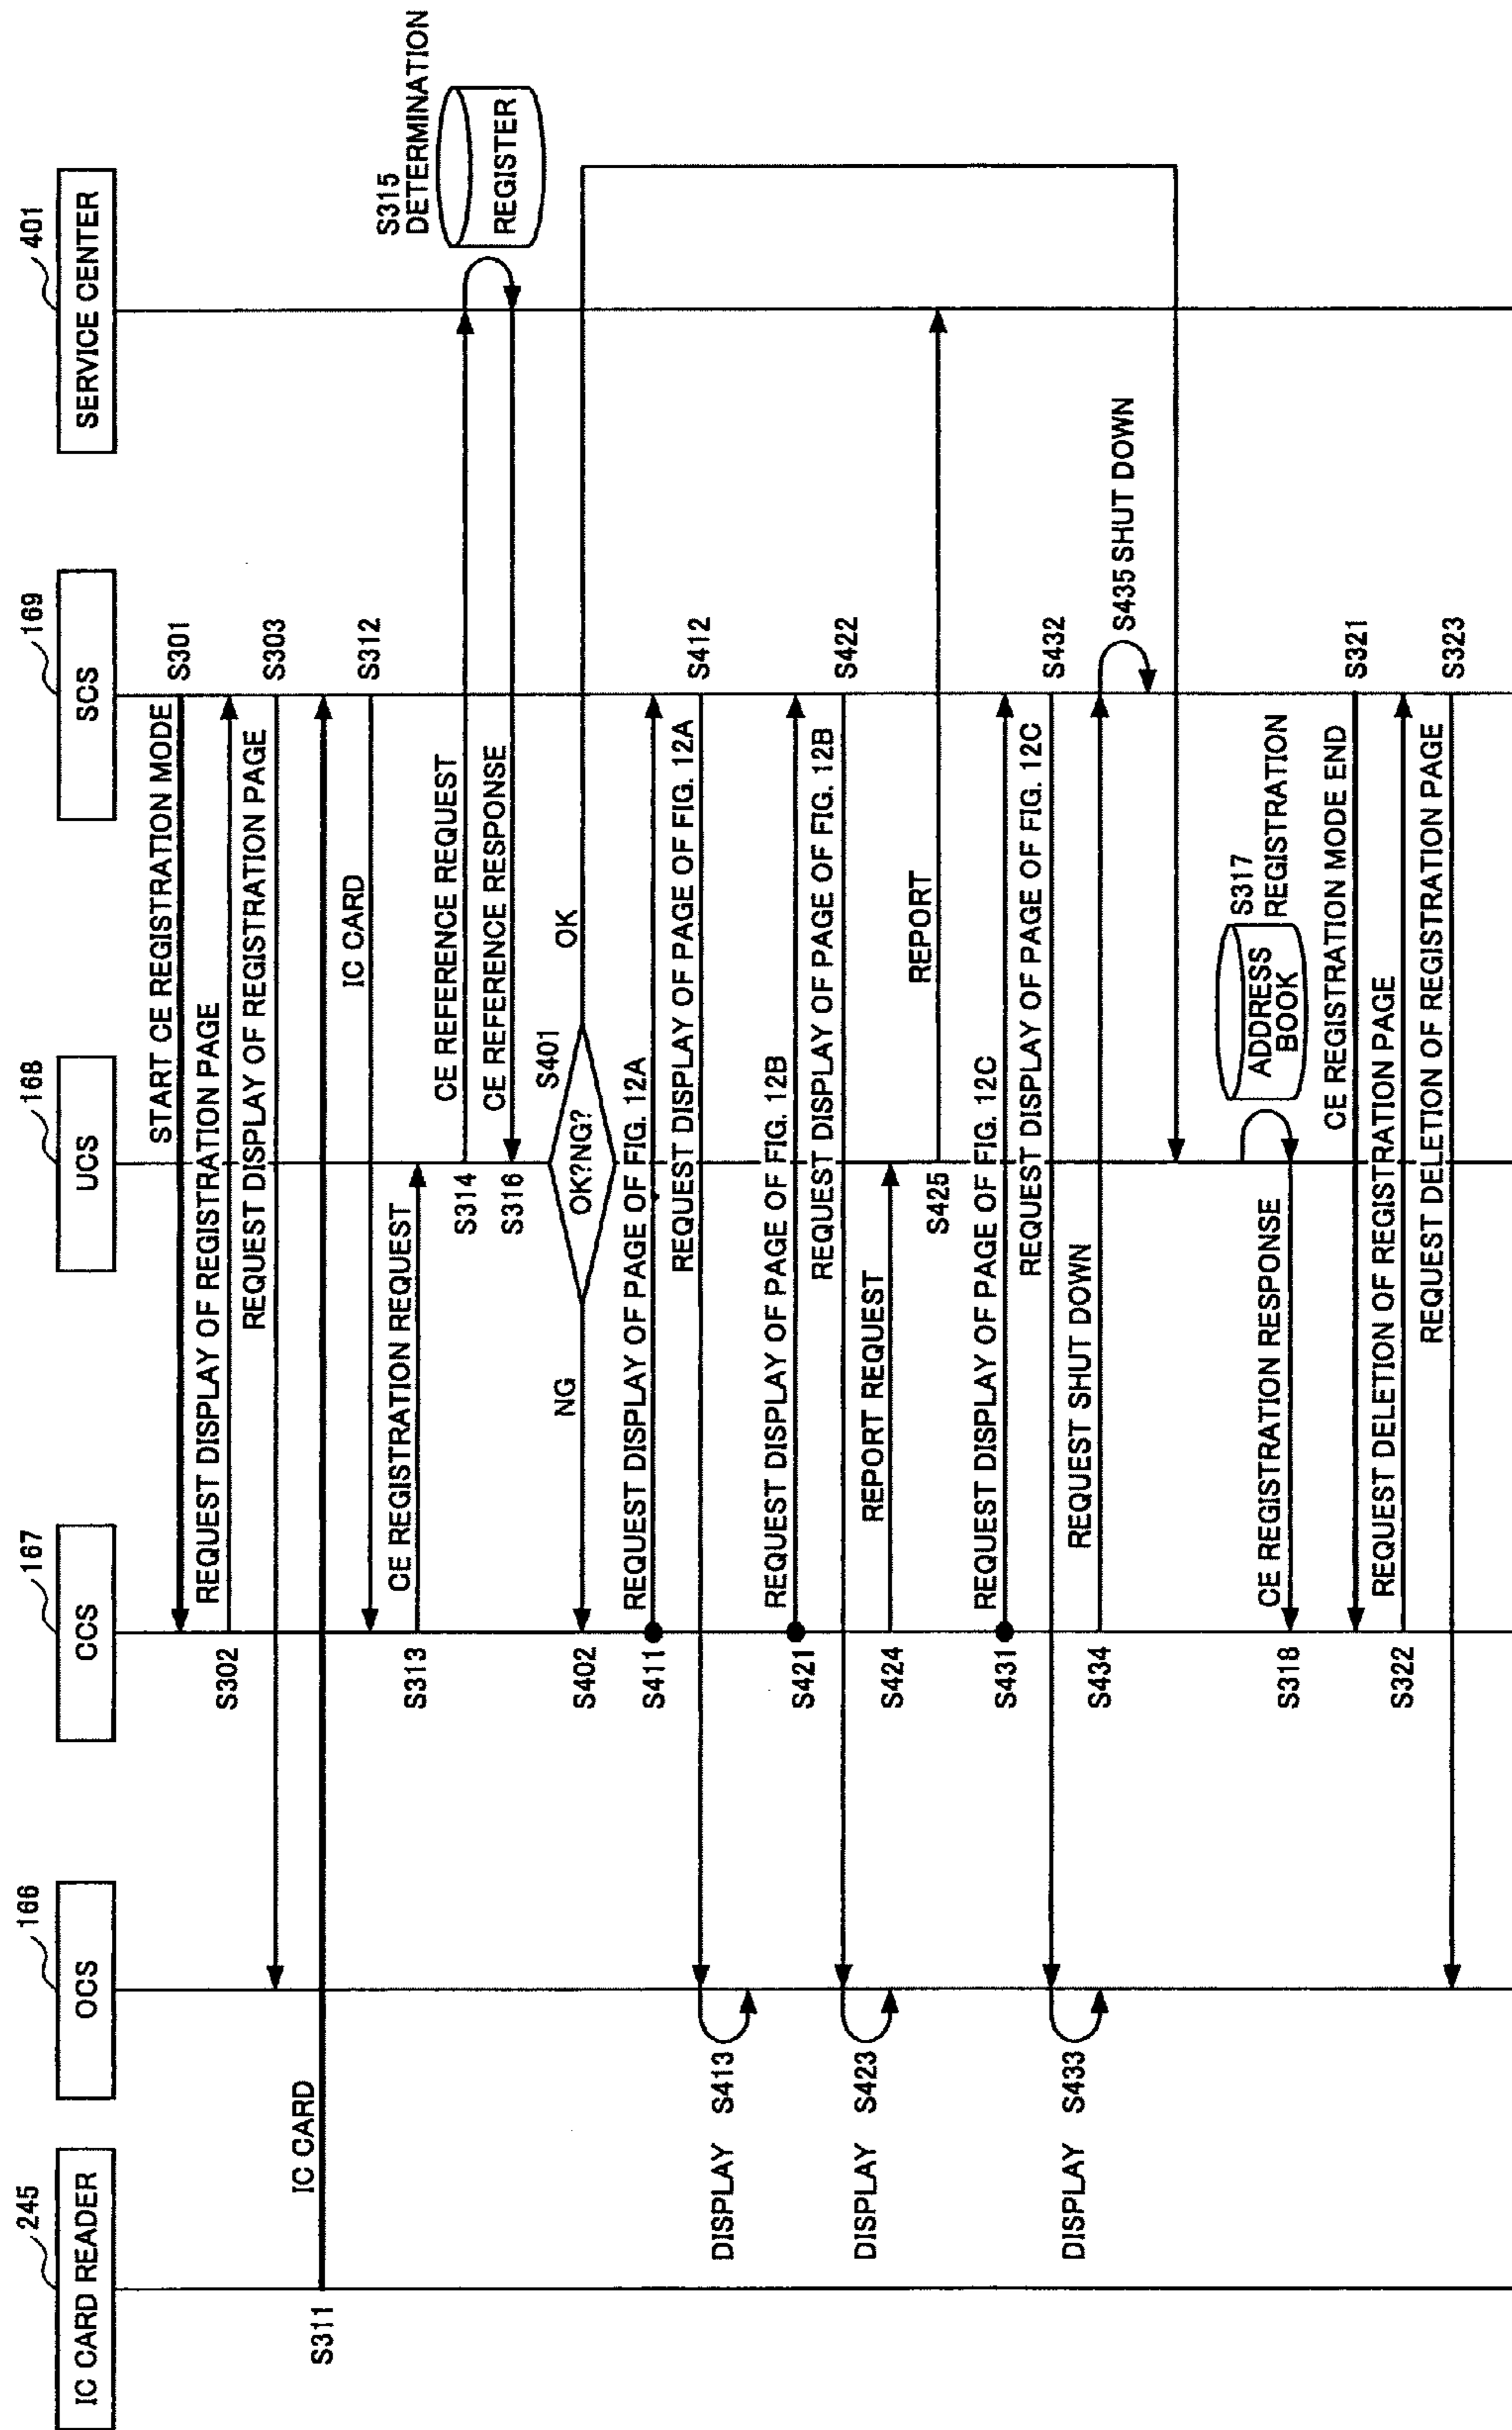 245
IC CARD READER
166
OCS
167
CCS
168
UCS
169
SCS
401
SERVICE CENTER
START CE REGISTRATION MODE
S301
S302
REQUEST DISPLAY OF REGISTRATION PAGE
REQUEST DISPLAY OF REGISTRATION PAGE
S303
S311
IC CARD
IC CARD
S312
S313
CE REGISTRATION REQUEST
S314
CE REFERENCE REQUEST
S315
DETERMINATION
REGISTER
S316
CE REFERENCE RESPONSE
S401
OK?NG?
OK
NG
S402
S411
REQUEST DISPLAY OF PAGE OF FIG. 12A
REQUEST DISPLAY OF PAGE OF FIG. 12A
S412
DISPLAY S413
S421
REQUEST DISPLAY OF PAGE OF FIG. 12B
REQUEST DISPLAY OF PAGE OF FIG. 12B
S422
DISPLAY S423
S424
REPORT REQUEST
S425
REPORT
S431
REQUEST DISPLAY OF PAGE OF FIG. 12C
REQUEST DISPLAY OF PAGE OF FIG. 12C
S432
DISPLAY S433
S434
REQUEST SHUT DOWN
S435 SHUT DOWN
ADDRESS
BOOK
S317
REGISTRATION
S318
CE REGISTRATION RESPONSE
CE REGISTRATION MODE END
S321
S322
REQUEST DELETION OF REGISTRATION PAGE
REQUEST DELETION OF REGISTRATION PAGE
S323